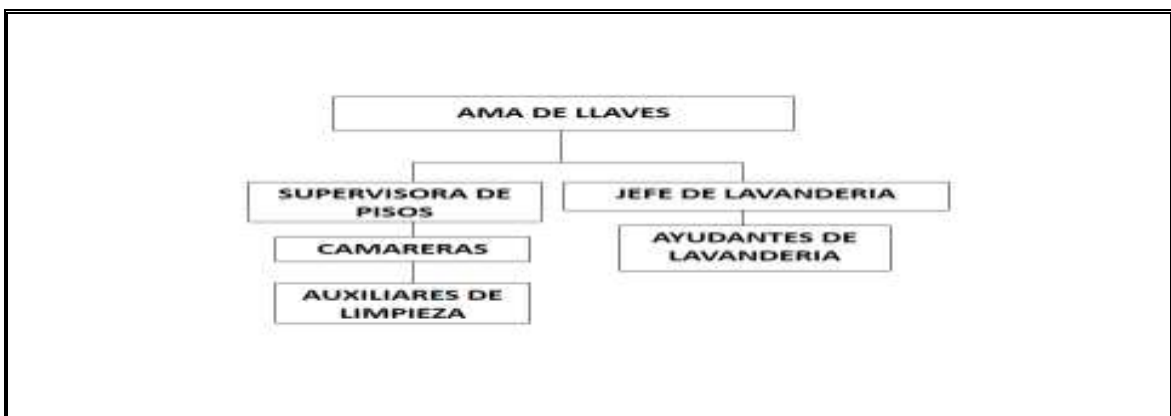 AMA DE LLAVES
SUPERVISORA DE
PISOS
JEFE DE LAVANDERIA
CAMARERAS
AYUDANTES DE
LAVANDERIA
AUXILIARES DE
LIMPIEZA